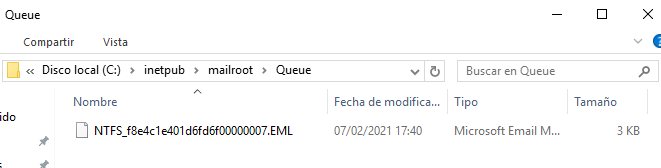 Queue
Compartir Vista
« Disco local (C:) > inetpub > mailroot > Queue Buscar en Queue
Nombre Fecha de modifica... Tipo Tamaño
ido NTFS_f8e4c1e401d6fd6f00000007.EML 07/02/2021 17:40 Microsoft Email M... 3 KB